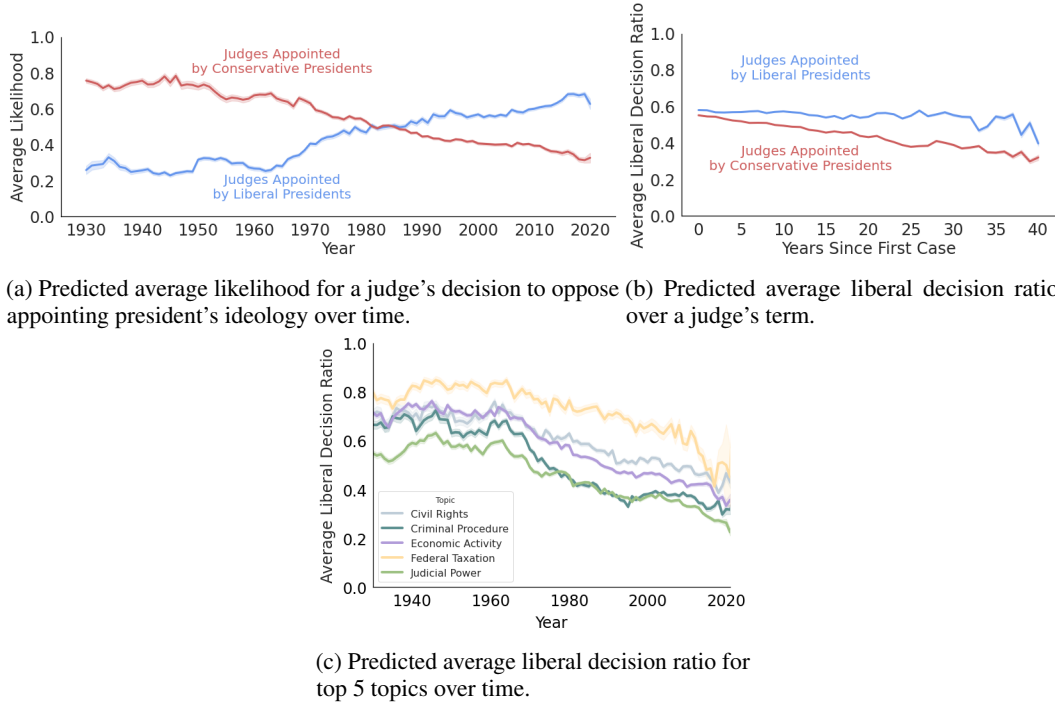 1.0
0.8
0.6
0.4
0.2
0.0
Average Likelihood
Judges Appointed
by Conservative Presidents
Judges Appointed
by Liberal Presidents
1930 1940 1950 1960 1970 1980 1990 2000 2010 2020
Year
1.0
0.8
0.6
0.4
0.2
0.0
Average Liberal Decision Ratio
Judges Appointed
by Liberal Presidents
Judges Appointed
by Conservative Presidents
0 5 10 15 20 25 30 35 40
Years Since First Case
(a) Predicted average likelihood for a judge's decision to oppose
appointing president's ideology over time.
(b) Predicted average liberal decision ratio
over a judge's term.
1.0
0.8
0.6
0.4
0.2
0.0
Average Liberal Decision Ratio
Topic
Civil Rights
Criminal Procedure
Economic Activity
Federal Taxation
Judicial Power
1940 1960 1980 2000 2020
Year
(c) Predicted average liberal decision ratio for
top 5 topics over time.